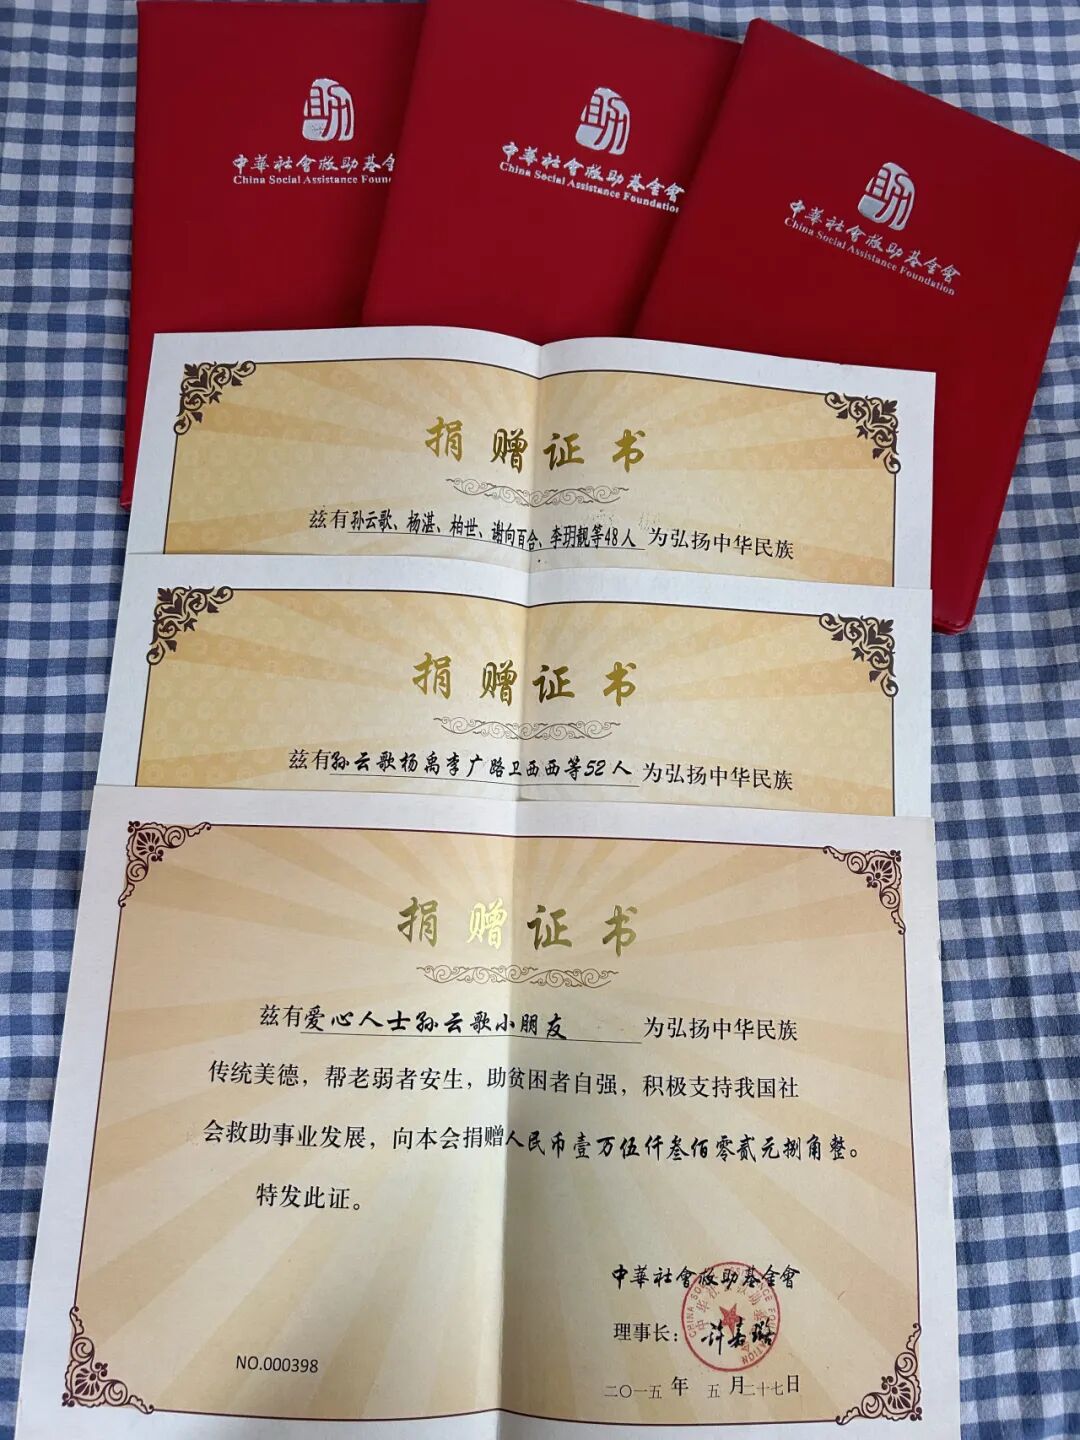 中華社會救助基金
China Social Assistance Foun
中華社會救助基金會
China Social Assistance Foundation
中華社會救助基金會
China Social Assistance Foundation
捐赠证书
兹有孙云歌、杨湛、柏世、谢向百合、李玥靓等48人 为弘扬中华民族
捐赠证书
兹有孙云歌杨禹李广路卫西西等52人 为弘扬中华民族
捐赠证书
兹有爱心人士孙云歌小朋友 为弘扬中华民族
传统美德，帮老弱者安生，助贫困者自强，积极支持我国社
会救助事业发展，向本会捐赠人民币壹万伍仟叁佰零贰元捌角整。
特发此证。
中華社會救助基金會
理事长：许嘉璐
NO.000398
二〇一五年 五月二十七日